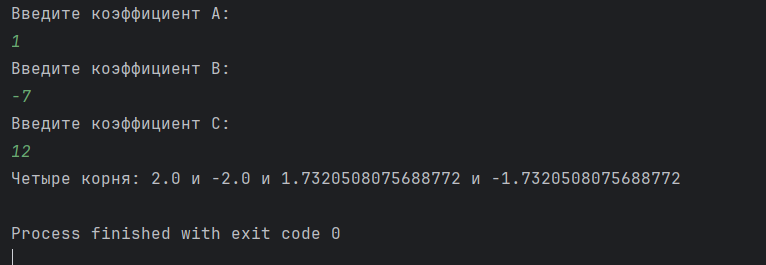 Введите коэффициент A:
1
Введите коэффициент B:
-7
Введите коэффициент C:
12
Четыре корня: 2.0 и -2.0 и 1.7320508075688772 и -1.7320508075688772
Process finished with exit code 0